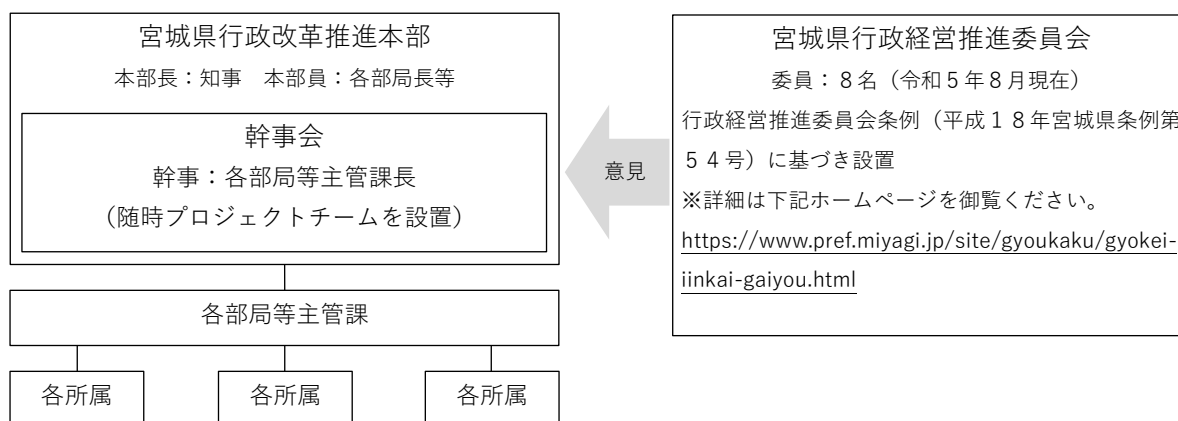 宮城県行政改革推進本部
本部長：知事　本部員：各部局長等
幹事会
幹事：各部局等主管課長
（随時プロジェクトチームを設置）
各部局等主管課
各所属
各所属
各所属
意見
宮城県行政経営推進委員会
委員：８名（令和５年８月現在）
行政経営推進委員会条例（平成１８年宮城県条例第
５４号）に基づき設置
※詳細は下記ホームページを御覧ください。
https://www.pref.miyagi.jp/site/gyoukaku/gyokei-
iinkai-gaiyou.html